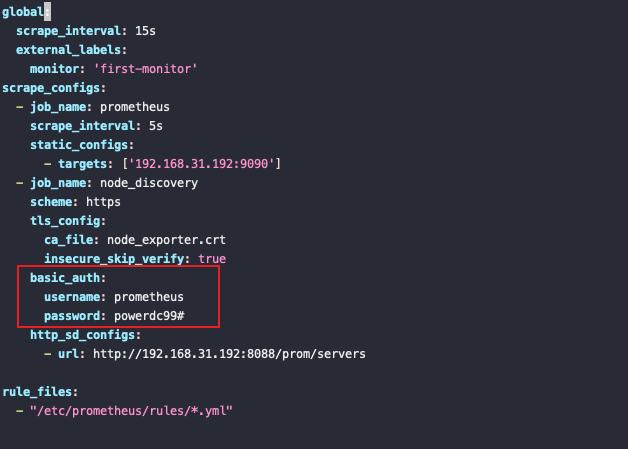 global:
  scrape_interval: 15s
  external_labels:
    monitor: 'first-monitor'
scrape_configs:
  - job_name: prometheus
    scrape_interval: 5s
    static_configs:
      - targets: ['192.168.31.192:9090']
  - job_name: node_discovery
    scheme: https
    tls_config:
      ca_file: node_exporter.crt
      insecure_skip_verify: true
    basic_auth:
      username: prometheus
      password: powerdc99#
    http_sd_configs:
      - url: http://192.168.31.192:8088/prom/servers
rule_files:
  - "/etc/prometheus/rules/*.yml"